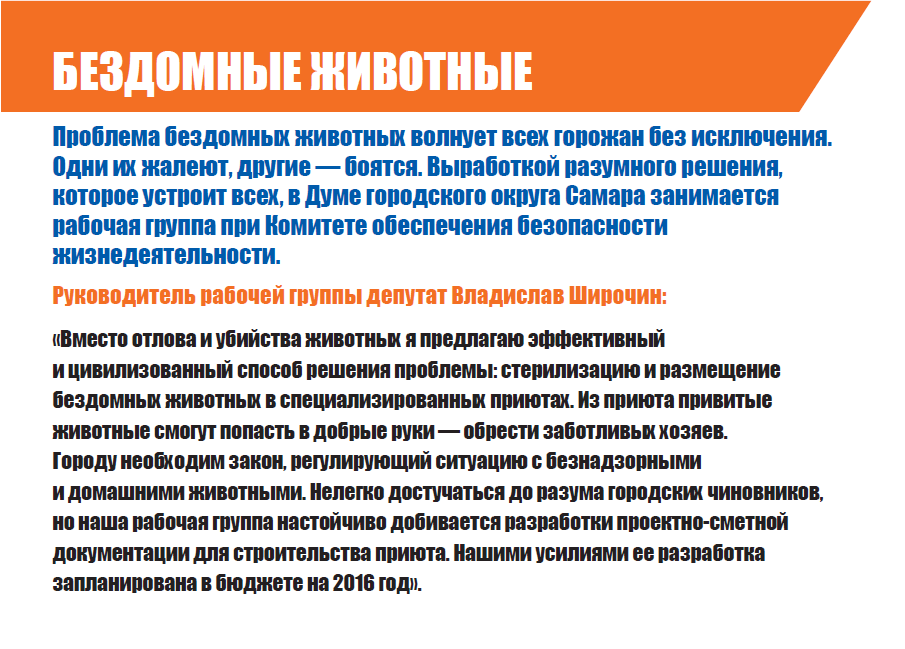 БЕЗДОМНЫЕ ЖИВОТНЫЕ
Проблема бездомных животных волнует всех горожан без исключения.
Одни их жалеют, другие — боятся. Выработкой разумного решения,
которое устроит всех, в Думе городского округа Самара занимается
рабочая группа при Комитете обеспечения безопасности
жизнедеятельности.
Руководитель рабочей группы депутат Владислав Широчин:
«Вместо отлова и убийства животных я предлагаю эффективный
и цивилизованный способ решения проблемы: стерилизацию и размещение
бездомных животных в специализированных приютах. Из приюта привитые
животные смогут попасть в добрые руки — обрести заботливых хозяев.
Городу необходим закон, регулирующий ситуацию с безнадзорными
и домашними животными. Нелегко достучаться до разума городских чиновников,
но наша рабочая группа настойчиво добивается разработки проектно-сметной
документации для строительства приюта. Нашими усилиями ее разработка
запланирована в бюджете на 2016 год».